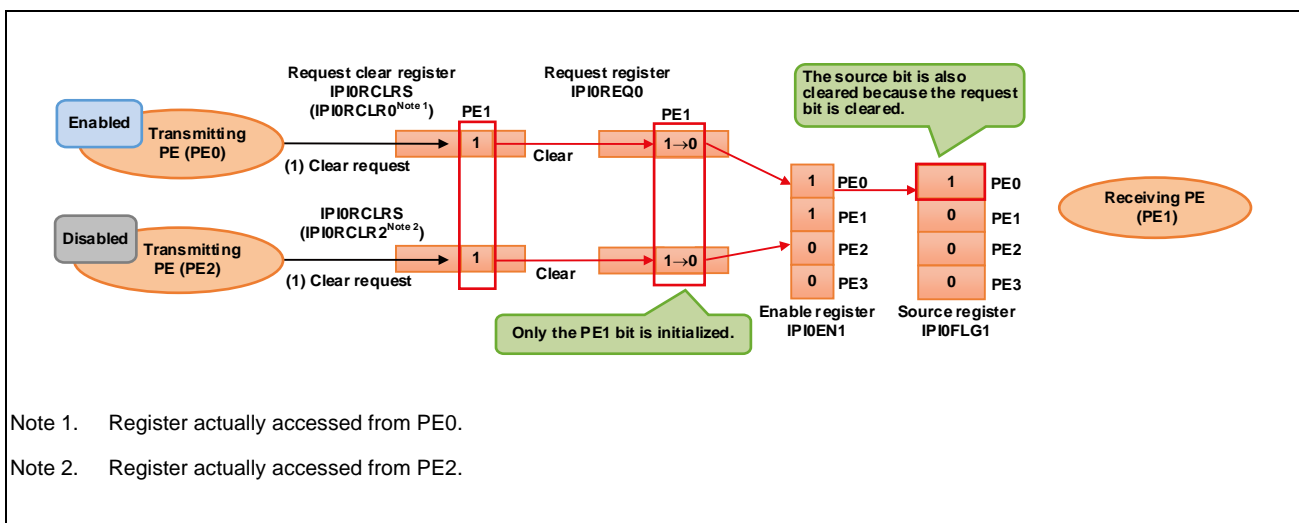 Request clear register
IPI0RCLRS
(IPI0RCLR0Note 1)
Request register
IPI0REQ0
The source bit is also
cleared because the request
bit is cleared.
Enabled
Transmitting
PE (PE0)
(1) Clear request
PE1
1
Clear
PE1
1→0
1 PE0
1 PE1
0 PE2
0 PE3
Enable register
IPI0EN1
1 PE0
0 PE1
0 PE2
0 PE3
Source register
IPI0FLG1
Receiving PE
(PE1)
Disabled
Transmitting
PE (PE2)
IPI0RCLRS
(IPI0RCLR2Note 2)
(1) Clear request
1
Clear
1→0
Only the PE1 bit is initialized.
Note 1. Register actually accessed from PE0.
Note 2. Register actually accessed from PE2.